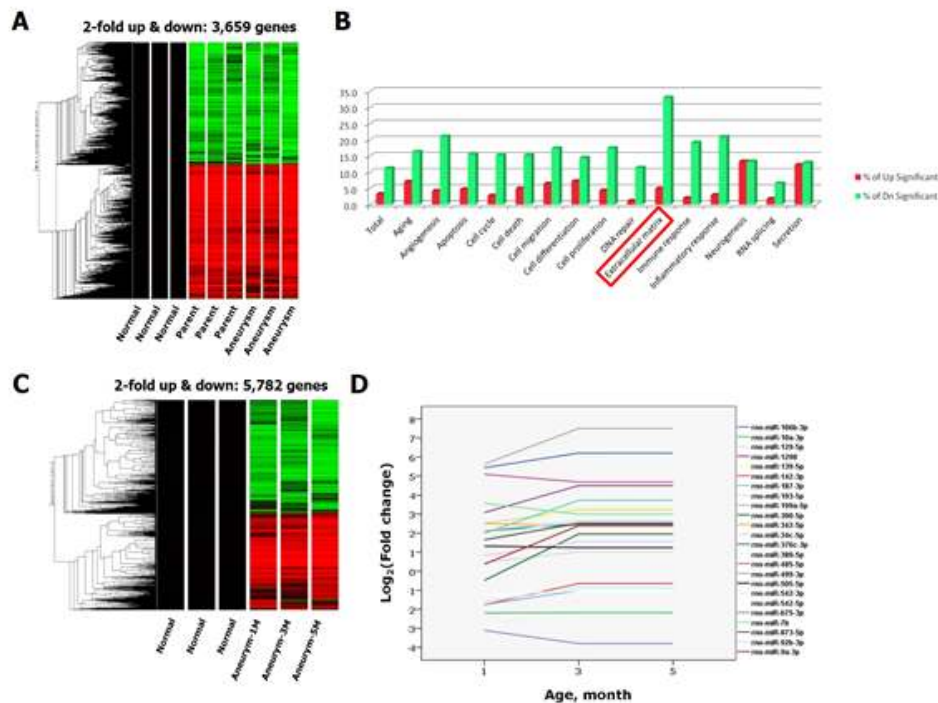 A
2-fold up & down: 3,659 genes
Normal
Normal
Normal
Parent
Parent
Parent
Aneurysm
Aneurysm
Aneurysm
B
35.0
30.0
25.0
20.0
15.0
10.0
5.0
0.0
Total
Aging
Angiogenesis
Apoptosis
Cell cycle
Cell death
Cell migration
Cell differentiation
Cell proliferation
DNA repair
Extracellular matrix
Immune response
Inflammatory response
Neurogenesis
RNA splicing
Secretion
% of Up Significant
% of Dn Significant
C
2-fold up & down: 5,782 genes
Normal
Normal
Normal
Aneurym-1M
Aneurym-3M
Aneurym-5M
D
Log2(Fold change)
8
7
6
5
4
3
2
1
0
-1
-2
-3
-4
1
3
5
Age, month
rno-miR-106b-3p
rno-miR-10a-3p
rno-miR-129-5p
rno-miR-1298
rno-miR-139-5p
rno-miR-142-3p
rno-miR-187-3p
rno-miR-193-5p
rno-miR-199a-5p
rno-miR-300-5p
rno-miR-343-5p
rno-miR-34c-5p
rno-miR-376c-3p
rno-miR-380-5p
rno-miR-485-5p
rno-miR-499-3p
rno-miR-505-5p
rno-miR-543-3p
rno-miR-542-5p
rno-miR-675-3p
rno-miR-7b
rno-miR-873-5p
rno-miR-92b-3p
rno-miR-9a-3p